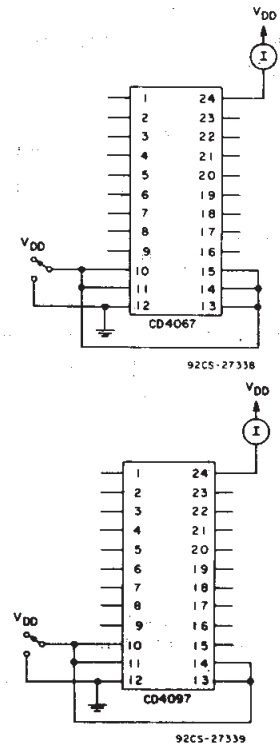 VDD
I
1 24
2 23
3 22
4 21
5 20
6 19
7 18
8 17
9 16
VDD
10 15
11 14
12 13
CD4067
92CS-27338
VDD
I
1 24
2 23
3 22
4 21
5 20
6 19
7 18
8 17
9 16
VDD
10 15
11 14
12 13
CD4097
92CS-27339